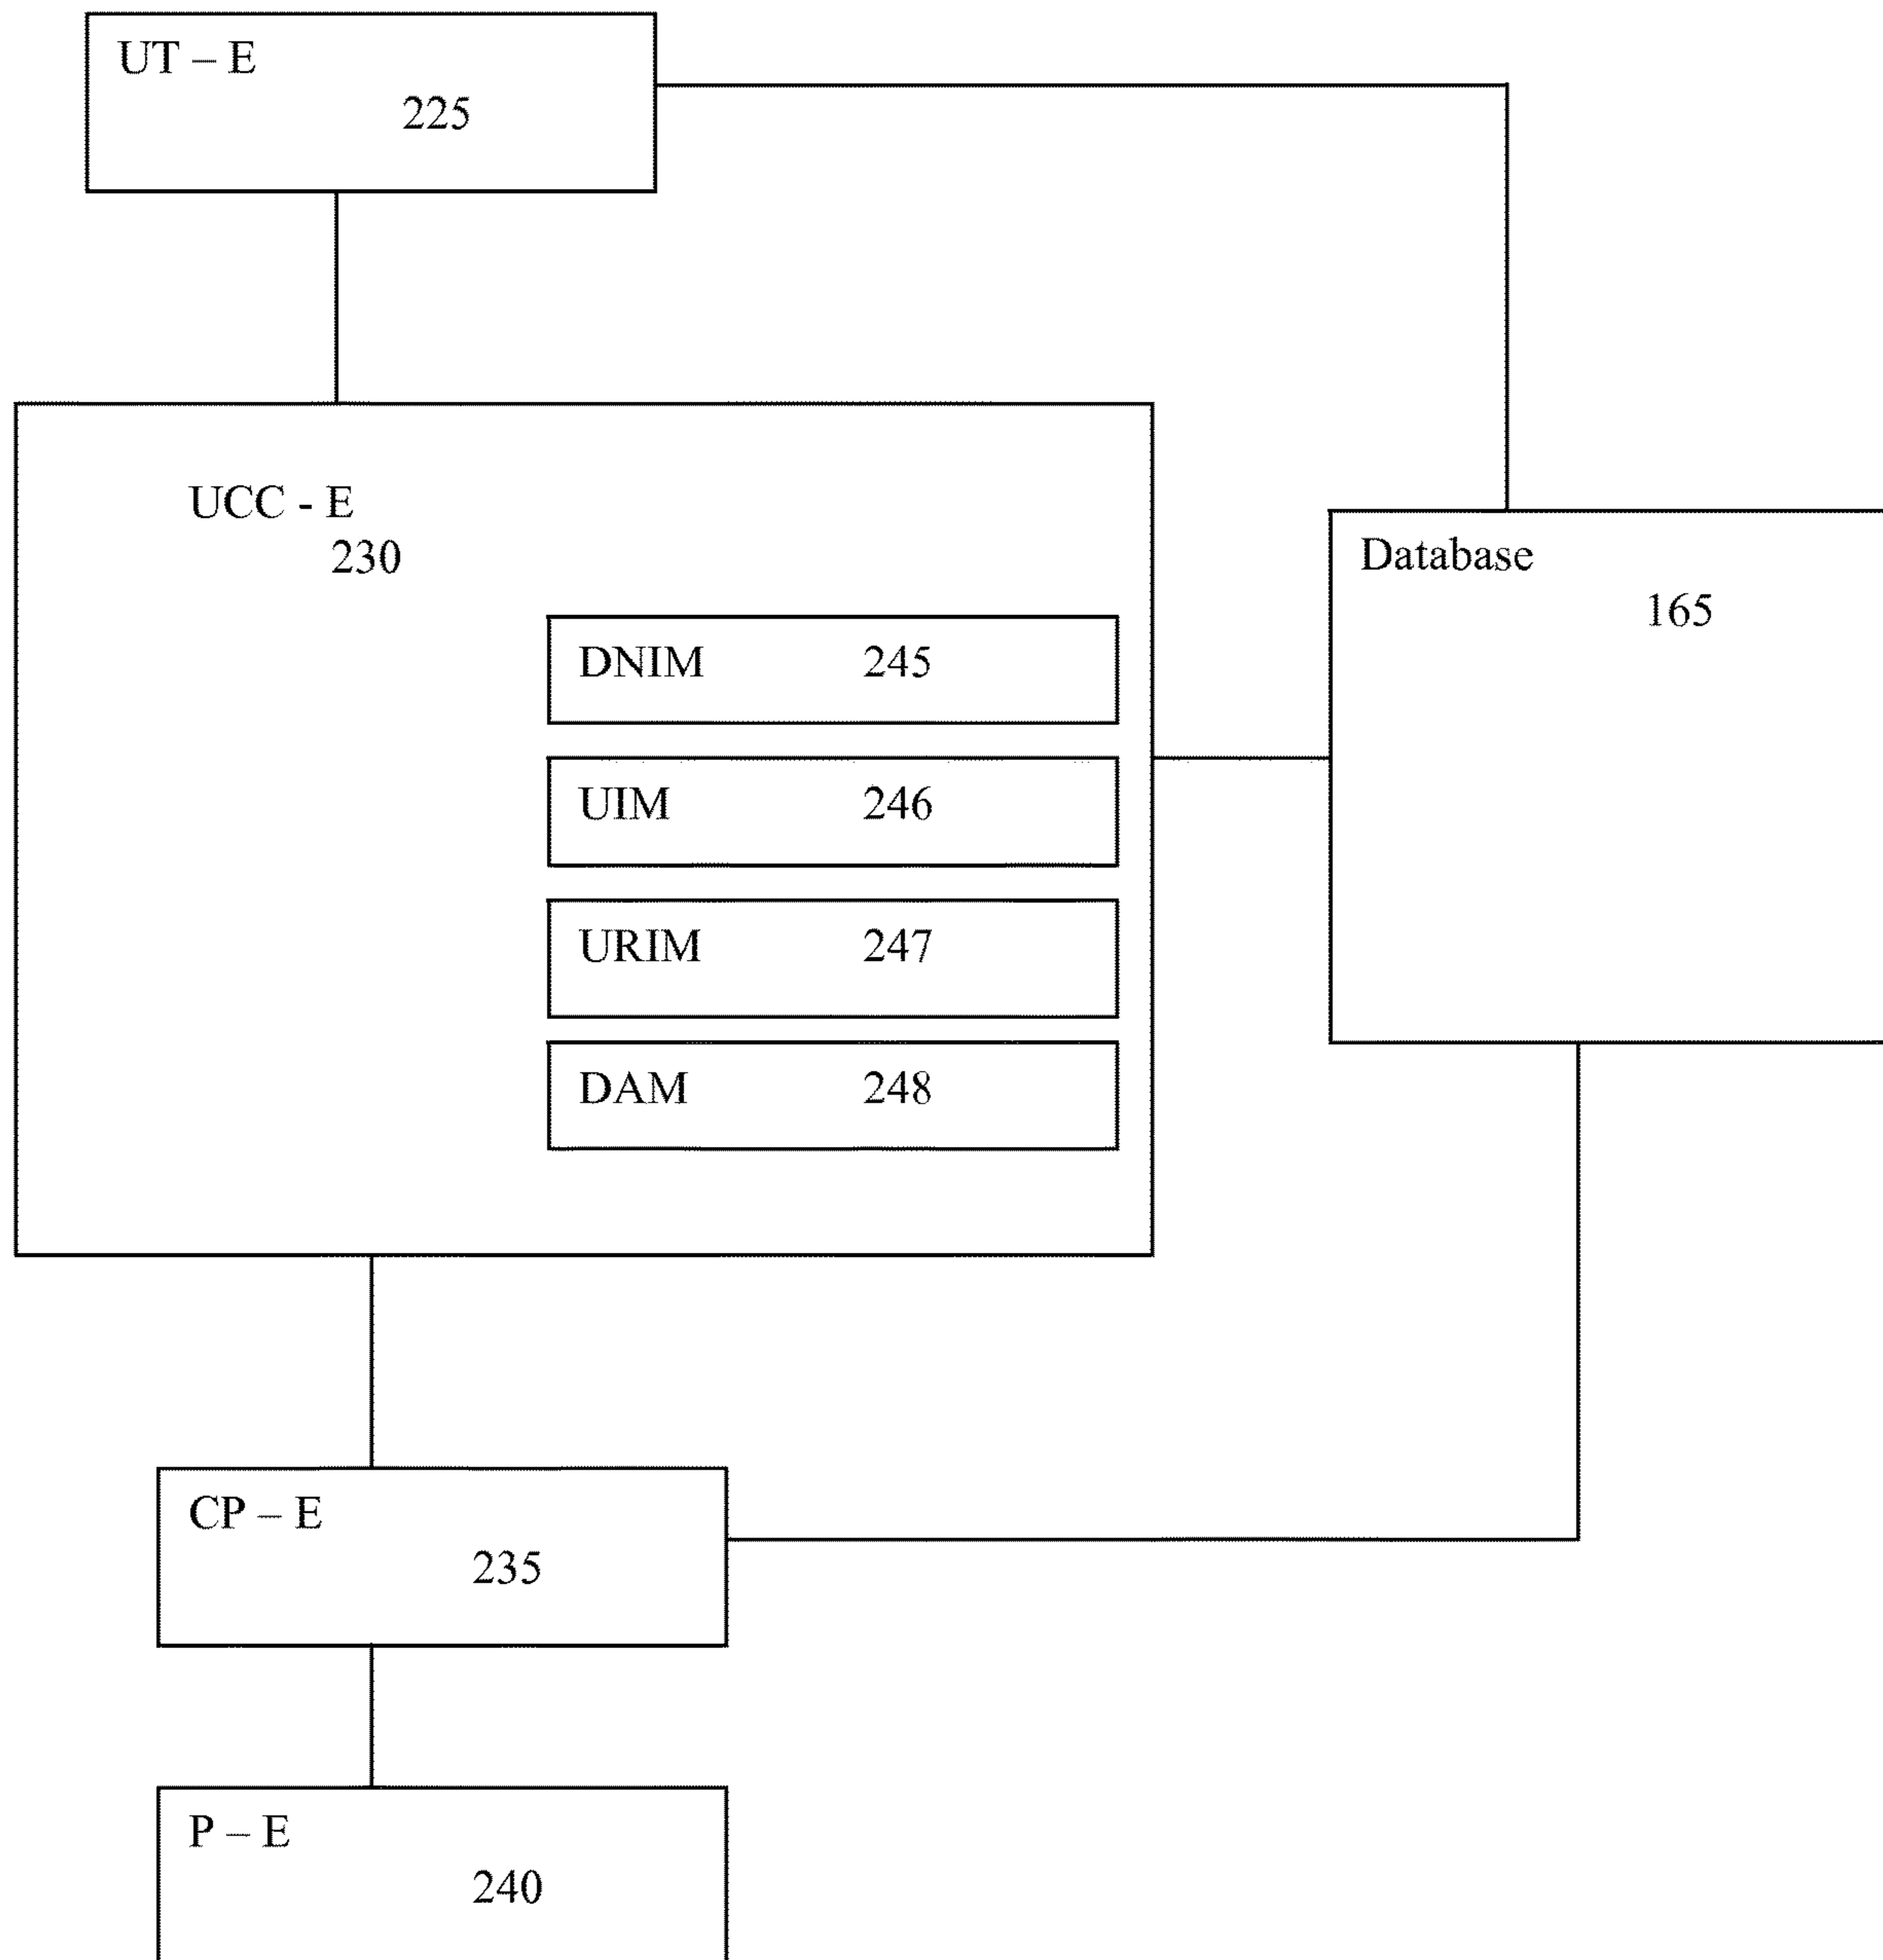 UT – E
225
UCC - E
230
Database
165
DNIM 245
UIM 246
URIM 247
DAM 248
CP – E
235
P – E
240